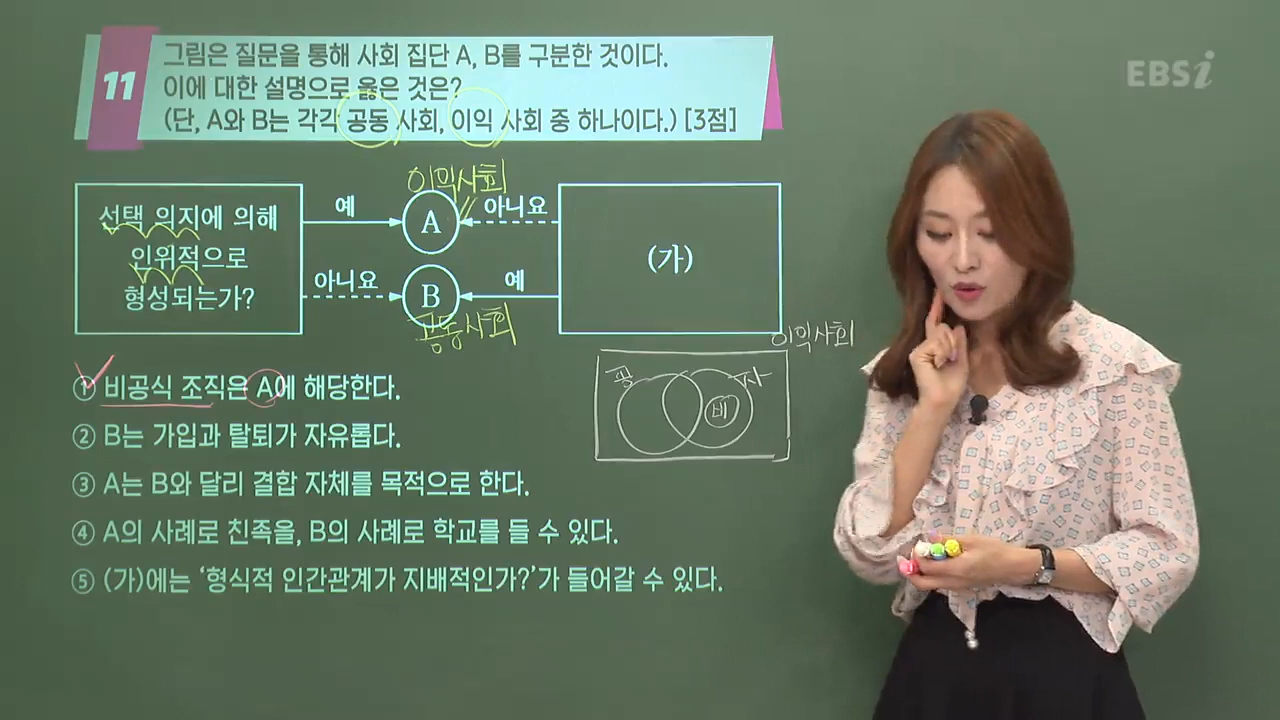 11
그림은 질문을 통해 사회 집단 A, B를 구분한 것이다.
이에 대한 설명으로 옳은 것은?
(단, A와 B는 각각 공동 사회, 이익 사회 중 하나이다.) [3점]
EBSi
선택 의지에 의해
인위적으로
형성되는가?
예
아니요
이익사회
A
B
공동사회
아니요
예
(가)
이익사회
공
자
비
① 비공식 조직은 A에 해당한다.
② B는 가입과 탈퇴가 자유롭다.
③ A는 B와 달리 결합 자체를 목적으로 한다.
④ A의 사례로 친족을, B의 사례로 학교를 들 수 있다.
⑤ (가)에는 ‘형식적 인간관계가 지배적인가?’가 들어갈 수 있다.